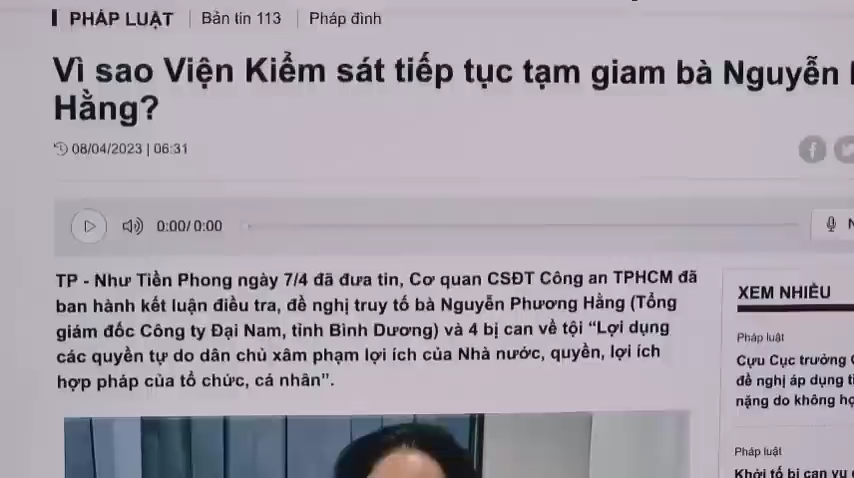 PHÁP LUẬT
Bản tin 113
Pháp đình
Vì sao Viện Kiểm sát tiếp tục tạm giam bà Nguyễn
Hằng?
08/04/2023 | 06:31
0:00/ 0:00
TP - Như Tiền Phong ngày 7/4 đã đưa tin, Cơ quan CSĐT Công an TPHCM đã
ban hành kết luận điều tra, đề nghị truy tố bà Nguyễn Phương Hằng (Tổng
giám đốc Công ty Đại Nam, tỉnh Bình Dương) và 4 bị can về tội “Lợi dụng
các quyền tự do dân chủ xâm phạm lợi ích của Nhà nước, quyền, lợi ích
hợp pháp của tổ chức, cá nhân”.
XEM NHIỀU
Pháp luật
Cựu Cục trưởng
đề nghị áp dụng
nặng do không
Pháp luật
Khởi tố bị can vụ